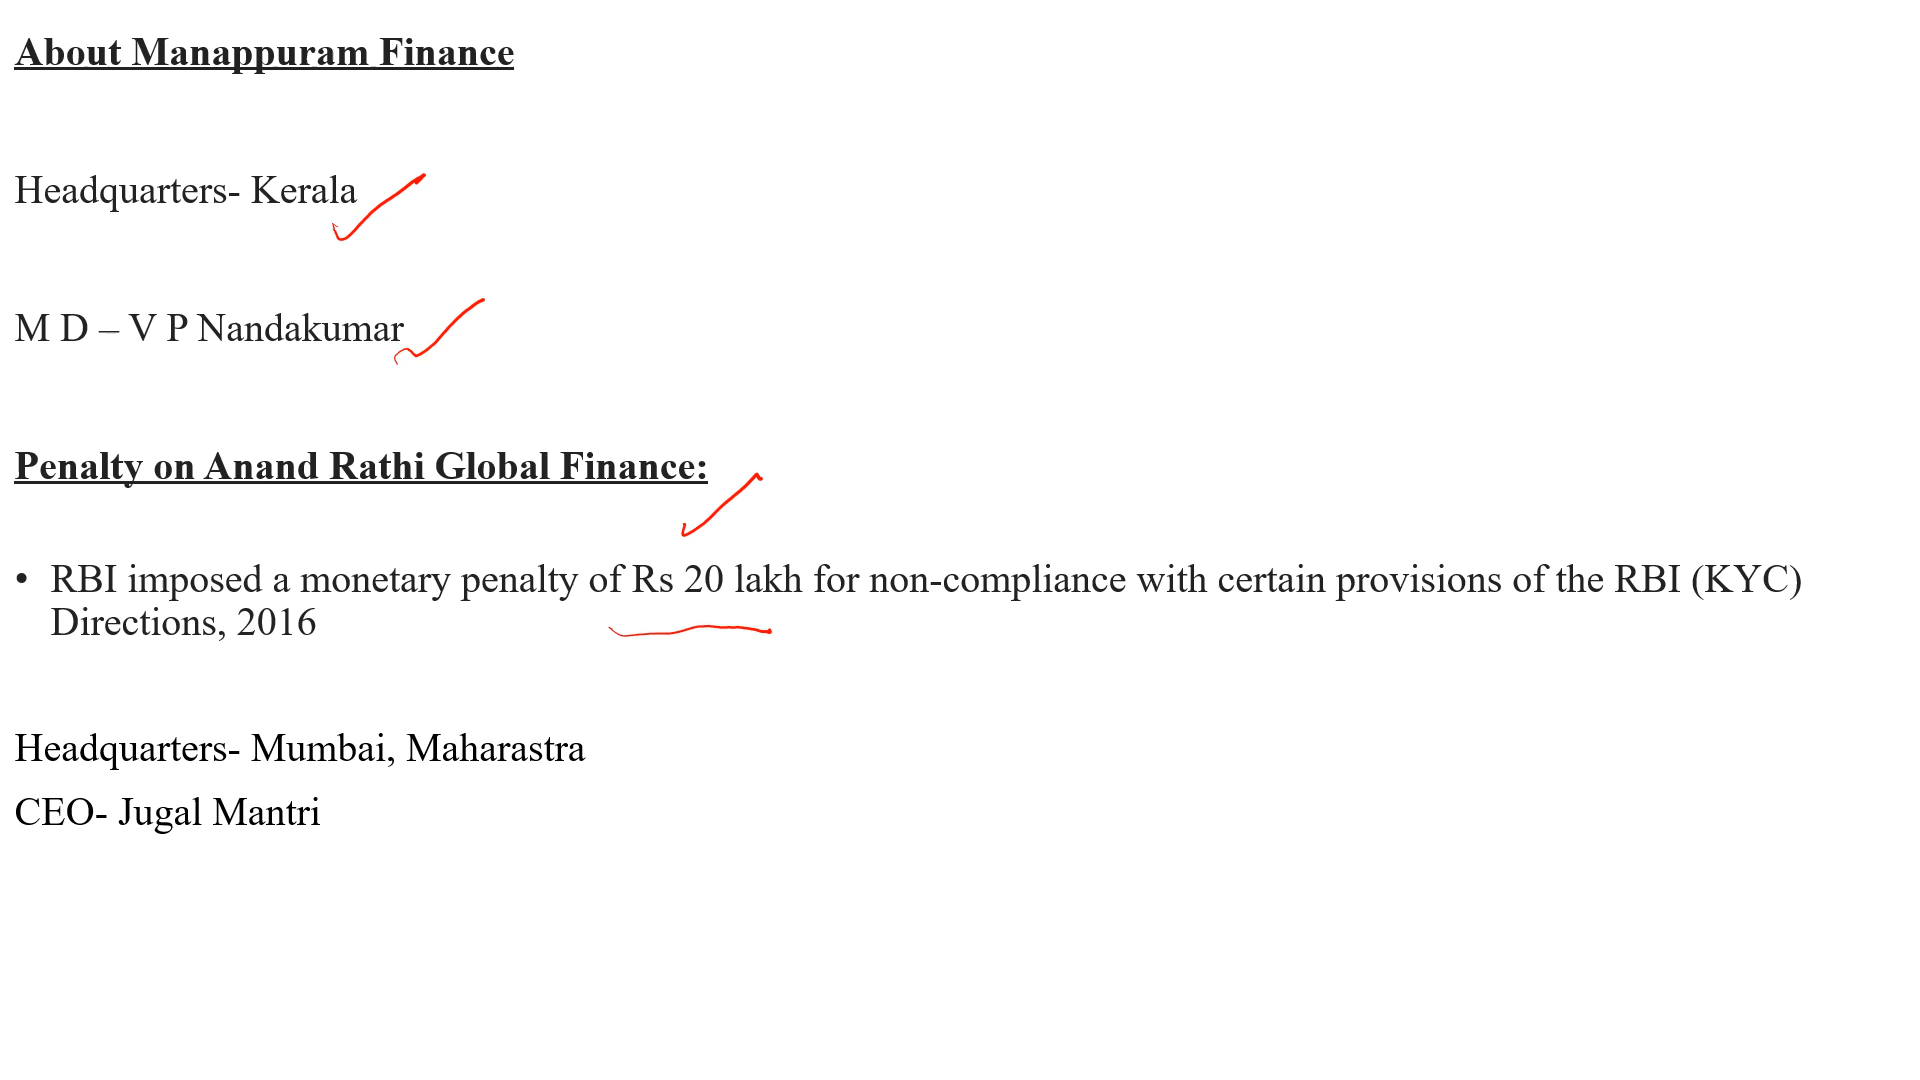 About Manappuram Finance
Headquarters- Kerala
M D – V P Nandakumar
Penalty on Anand Rathi Global Finance:
• RBI imposed a monetary penalty of Rs 20 lakh for non-compliance with certain provisions of the RBI (KYC)
Directions, 2016
Headquarters- Mumbai, Maharastra
CEO- Jugal Mantri